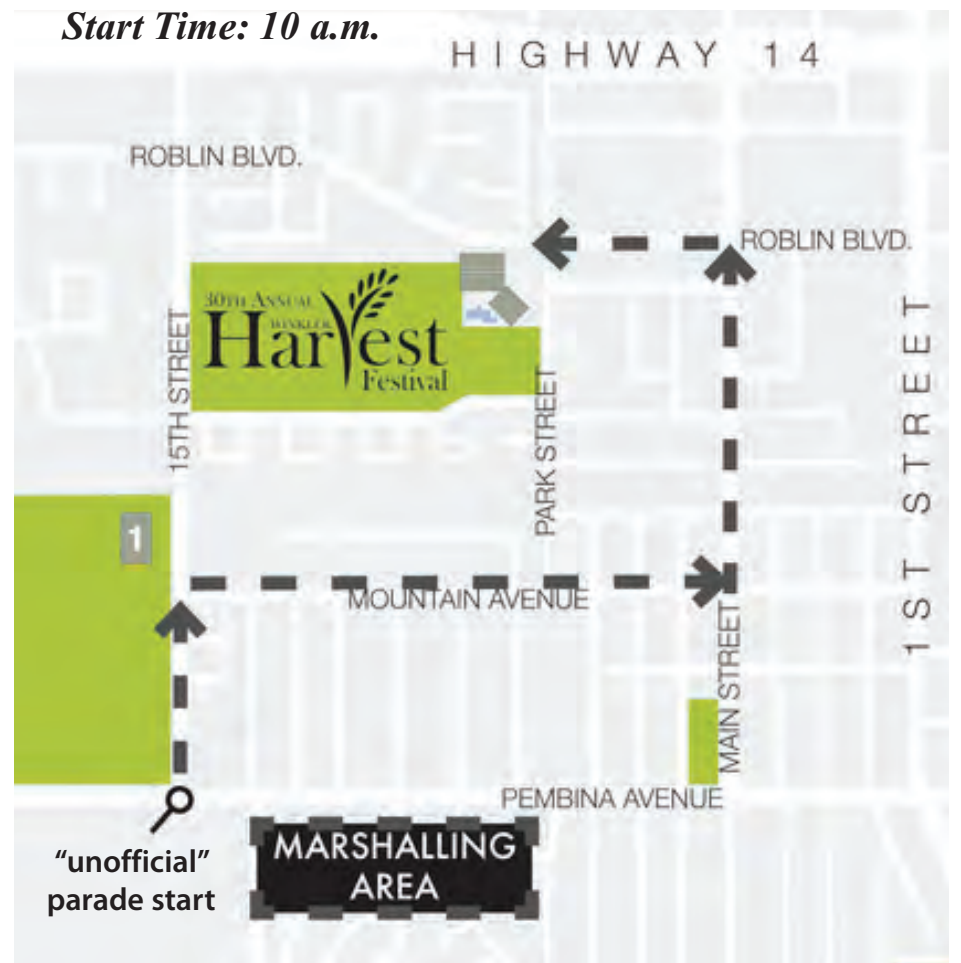 Start Time: 10 a.m.
HIGHWAY 14
ROBLIN BLVD.
ROBLIN BLVD.
30TH ANNUAL
WINKLER
Harvest
Festival
15TH STREET
PARK STREET
1ST STREET
1
MOUNTAIN AVENUE
MAIN STREET
PEMBINA AVENUE
"unofficial"
parade start
MARSHALLING
AREA